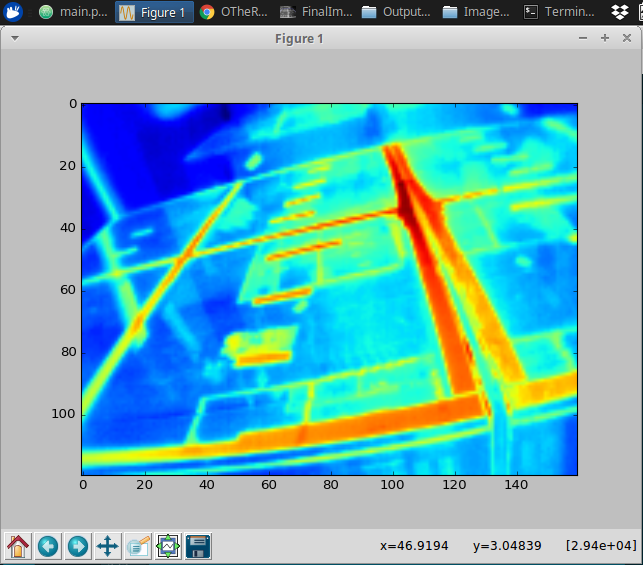 main.p...
Figure 1
OTheR...
FinalIm...
Output...
Image...
Termin...
Figure 1
0
20
40
60
80
100
0 20 40 60 80 100 120 140
x=46.9194 y=3.04839 [2.94e+04]